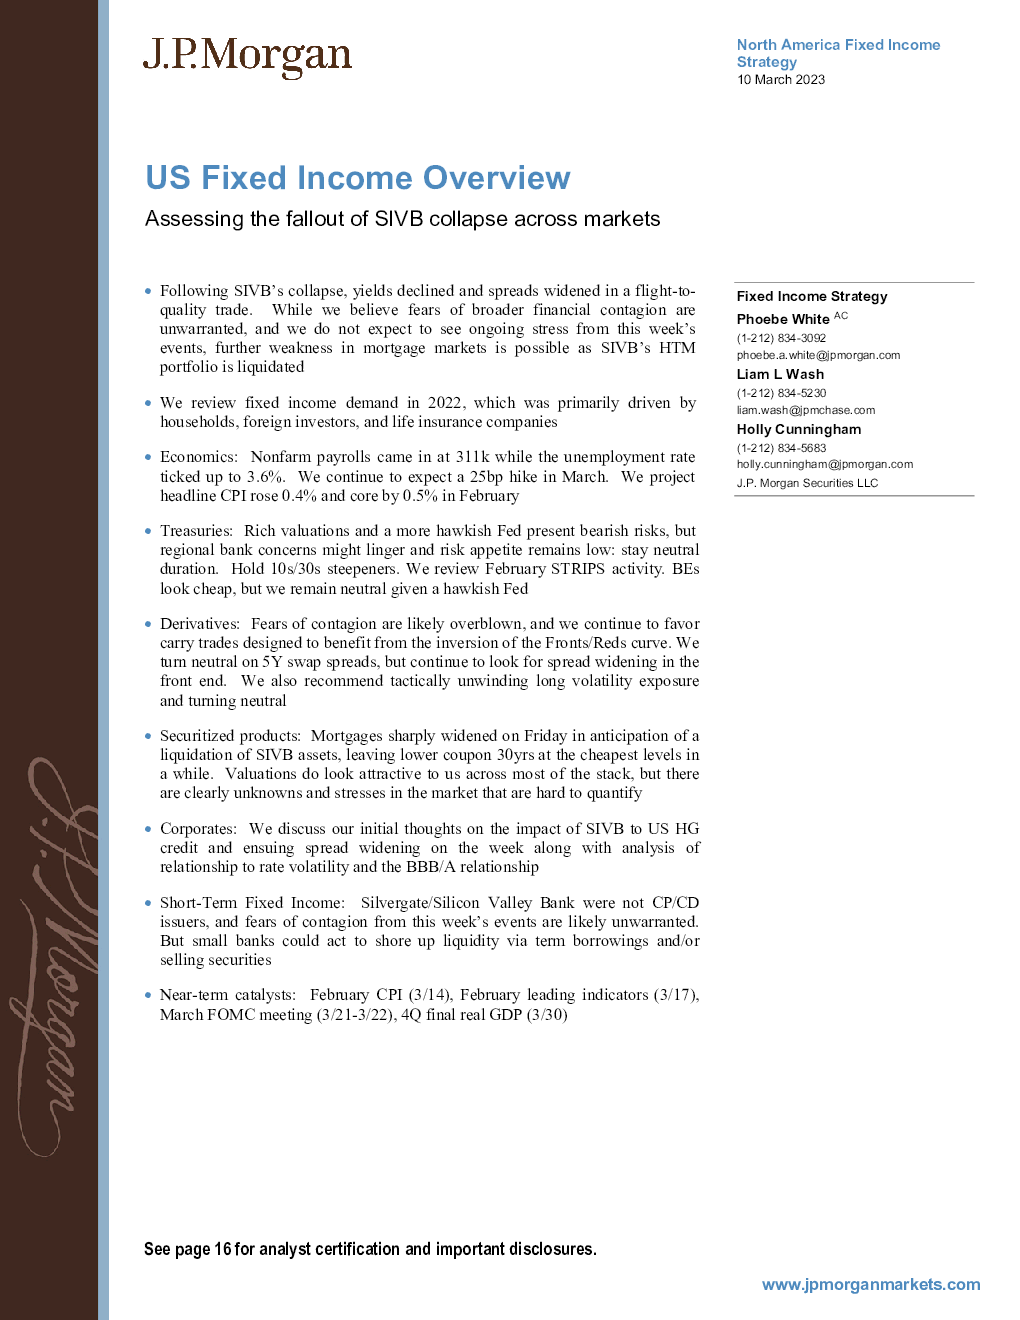 J.P.Morgan
North America Fixed Income
Strategy
10 March 2023
US Fixed Income Overview
Assessing the fallout of SIVB collapse across markets
• Following SIVB's collapse, yields declined and spreads widened in a flight-to-
quality trade.  While we believe fears of broader financial contagion are
unwarranted, and we do not expect to see ongoing stress from this week's
events, further weakness in mortgage markets is possible as SIVB's HTM
portfolio is liquidated
• We review fixed income demand in 2022, which was primarily driven by
households, foreign investors, and life insurance companies
• Economics:  Nonfarm payrolls came in at 311k while the unemployment rate
ticked up to 3.6%.  We continue to expect a 25bp hike in March.  We project
headline CPI rose 0.4% and core by 0.5% in February
• Treasuries:  Rich valuations and a more hawkish Fed present bearish risks, but
regional bank concerns might linger and risk appetite remains low: stay neutral
duration.  Hold 10s/30s steepeners. We review February STRIPS activity. BEs
look cheap, but we remain neutral given a hawkish Fed
• Derivatives:  Fears of contagion are likely overblown, and we continue to favor
carry trades designed to benefit from the inversion of the Fronts/Reds curve. We
turn neutral on 5Y swap spreads, but continue to look for spread widening in the
front end.  We also recommend tactically unwinding long volatility exposure
and turning neutral
• Securitized products:  Mortgages sharply widened on Friday in anticipation of a
liquidation of SIVB assets, leaving lower coupon 30yrs at the cheapest levels in
a while.  Valuations do look attractive to us across most of the stack, but there
are clearly unknowns and stresses in the market that are hard to quantify
• Corporates:  We discuss our initial thoughts on the impact of SIVB to US HG
credit and ensuing spread widening on the week along with analysis of
relationship to rate volatility and the BBB/A relationship
• Short-Term Fixed Income:  Silvergate/Silicon Valley Bank were not CP/CD
issuers, and fears of contagion from this week's events are likely unwarranted.
But small banks could act to shore up liquidity via term borrowings and/or
selling securities
• Near-term catalysts:  February CPI (3/14), February leading indicators (3/17),
March FOMC meeting (3/21-3/22), 4Q final real GDP (3/30)
Fixed Income Strategy
Phoebe White AC
(1-212) 834-3092
phoebe.a.white@jpmorgan.com
Liam L Wash
(1-212) 834-5230
liam.wash@jpmchase.com
Holly Cunningham
(1-212) 834-5683
holly.cunningham@jpmorgan.com
J.P. Morgan Securities LLC
J.P.Morgan
See page 16 for analyst certification and important disclosures.
www.jpmorganmarkets.com